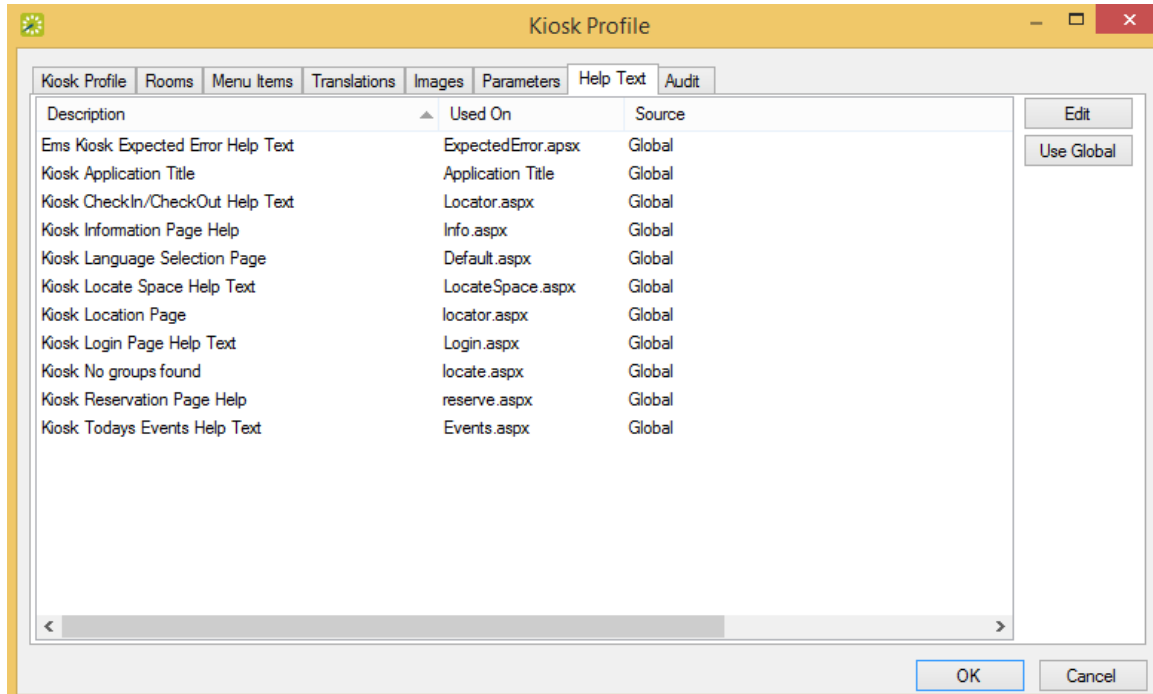 Kiosk Profile
Kiosk Profile Rooms Menu Items Translations Images Parameters Help Text Audit
Description Used On Source Edit
Ems Kiosk Expected Error Help Text ExpectedError.apsx Global Use Global
Kiosk Application Title Application Title Global
Kiosk CheckIn/CheckOut Help Text Locator.aspx Global
Kiosk Information Page Help Info.aspx Global
Kiosk Language Selection Page Default.aspx Global
Kiosk Locate Space Help Text LocateSpace.aspx Global
Kiosk Location Page locator.aspx Global
Kiosk Login Page Help Text Login.aspx Global
Kiosk No groups found locate.aspx Global
Kiosk Reservation Page Help reserve.aspx Global
Kiosk Todays Events Help Text Events.aspx Global
OK Cancel